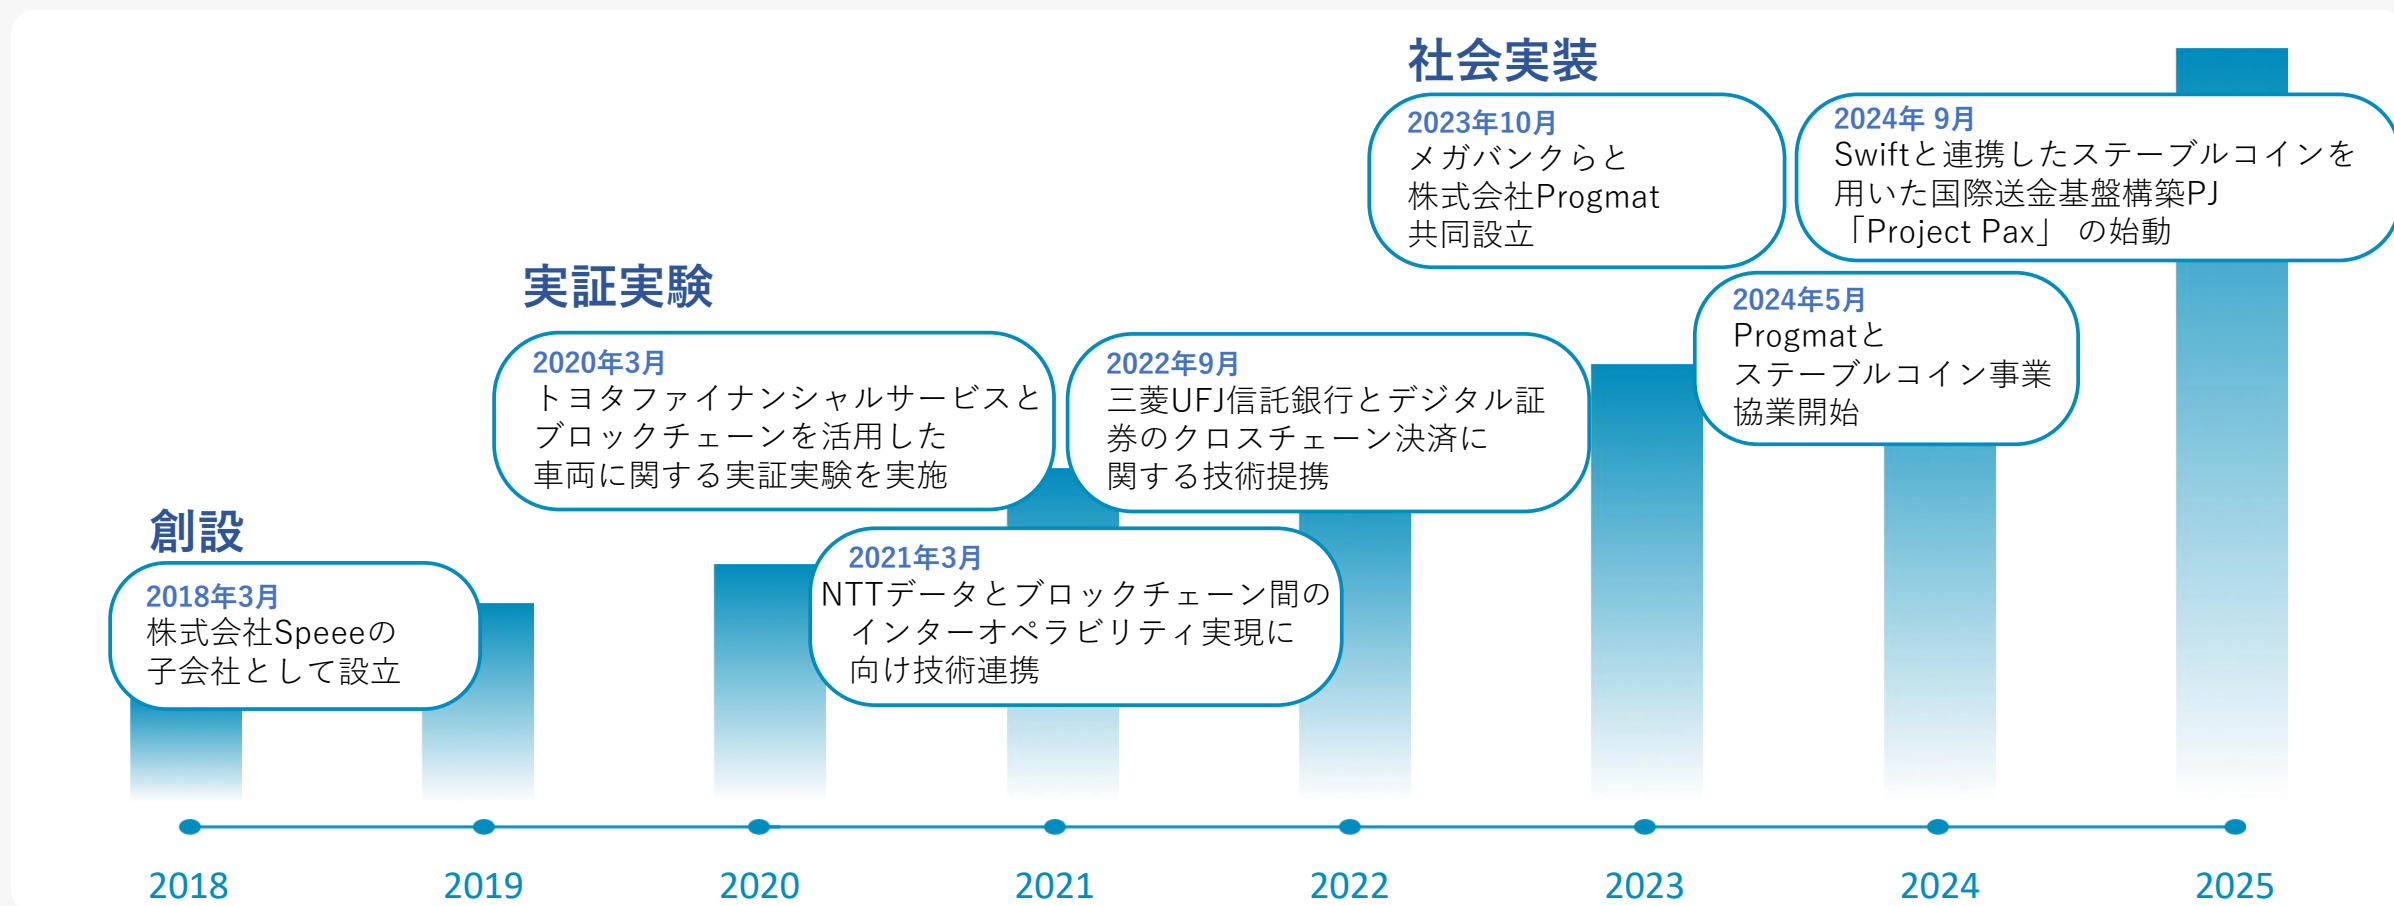 創設
2018年3月
株式会社Speeeの
子会社として設立
実証実験
2020年3月
トヨタファイナンシャルサービスと
ブロックチェーンを活用した
車両に関する実証実験を実施
2021年3月
NTTデータとブロックチェーン間の
インターオペラビリティ実現に
向け技術連携
2022年9月
三菱UFJ信託銀行とデジタル証
券のクロスチェーン決済に
関する技術提携
社会実装
2023年10月
メガバンクらと
株式会社Progmat
共同設立
2024年5月
Progmatと
ステーブルコイン事業
協業開始
2024年 9月
Swiftと連携したステーブルコインを
用いた国際送金基盤構築PJ
「Project Pax」 の始動
2018
2019
2020
2021
2022
2023
2024
2025